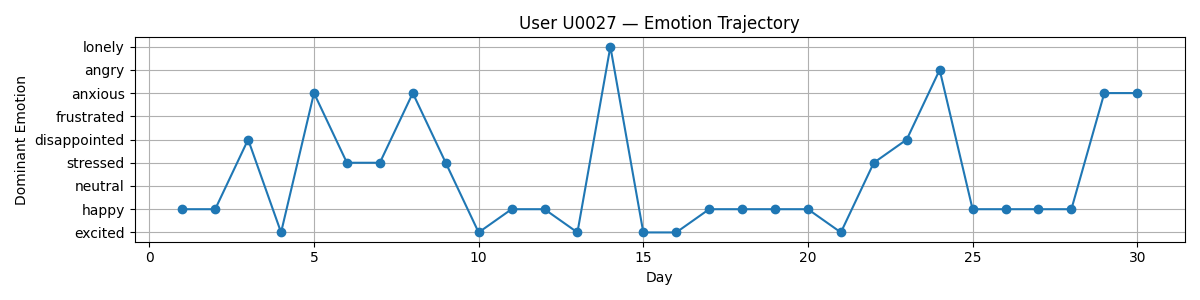 User U0027 — Emotion Trajectory
Dominant Emotion
lonely
angry
anxious
frustrated
disappointed
stressed
neutral
happy
excited
0 5 10 15 20 25 30
Day